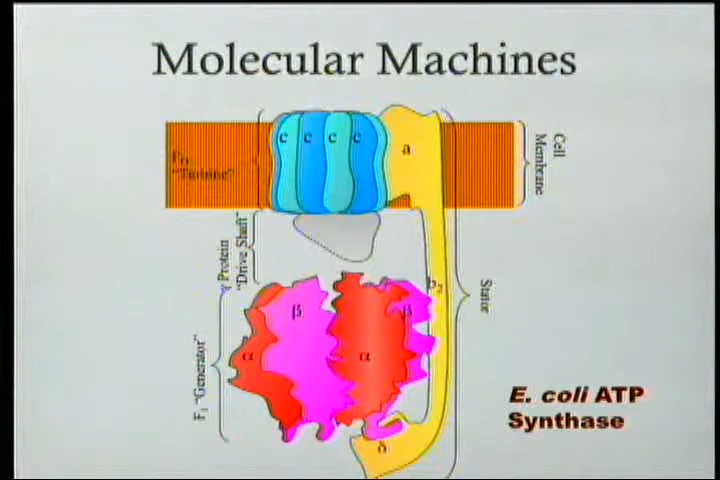 Molecular Machines
c c c c
a
F₀
"Turbine"
Cell
Membrane
Protein
"Drive Shaft"
b₂
Stator
β
β
α
α
F₁ "Generator"
δ
E. coli ATP
Synthase